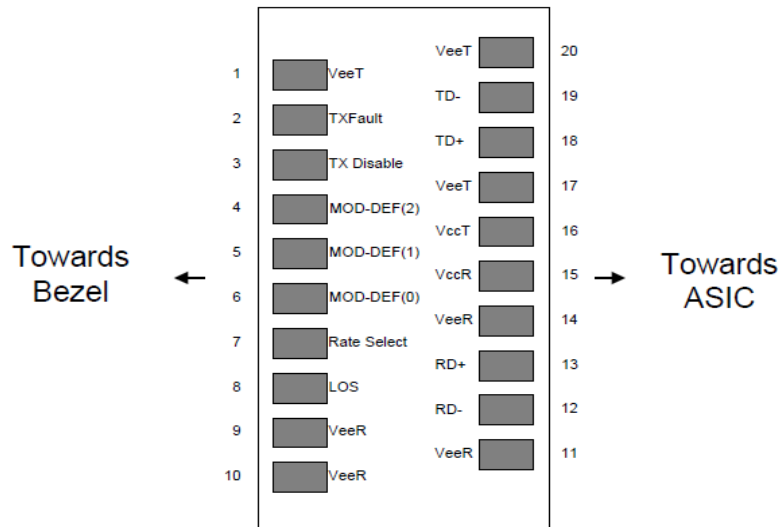 VeeT 20
1 VeeT
TD- 19
2 TXFault
TD+ 18
3 TX Disable
VeeT 17
4 MOD-DEF(2)
VccT 16
5 MOD-DEF(1)
Towards
Bezel
VccR 15
Towards
ASIC
6 MOD-DEF(0)
VeeR 14
7 Rate Select
RD+ 13
8 LOS
RD- 12
9 VeeR
VeeR 11
10 VeeR